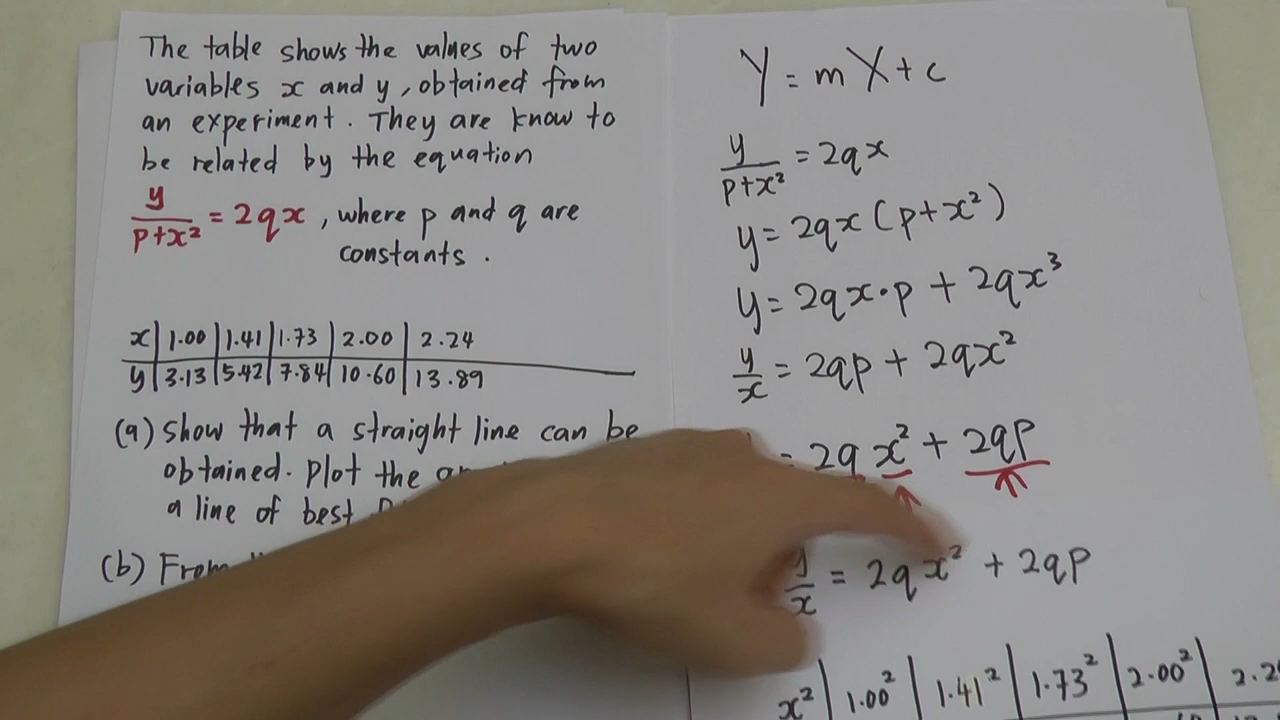 The table shows the values of two
variables x and y, obtained from
an experiment. They are know to
be related by the equation
y/(p+x²) = 2qx, where p and q are
constants.
x | 1.00 | 1.41 | 1.73 | 2.00 | 2.24
y | 3.13 | 5.42 | 7.84 | 10.60 | 13.89
(a) Show that a straight line can be
obtained. Plot the
a line of best
(b) From
Y = mX + c
y/(p+x²) = 2qx
y = 2qx(p+x²)
y = 2qx·p + 2qx³
y/x = 2qp + 2qx²
= 2qx² + 2qp
y/x = 2qx² + 2qp
x² | 1.00² | 1.41² | 1.73² | 2.00² |